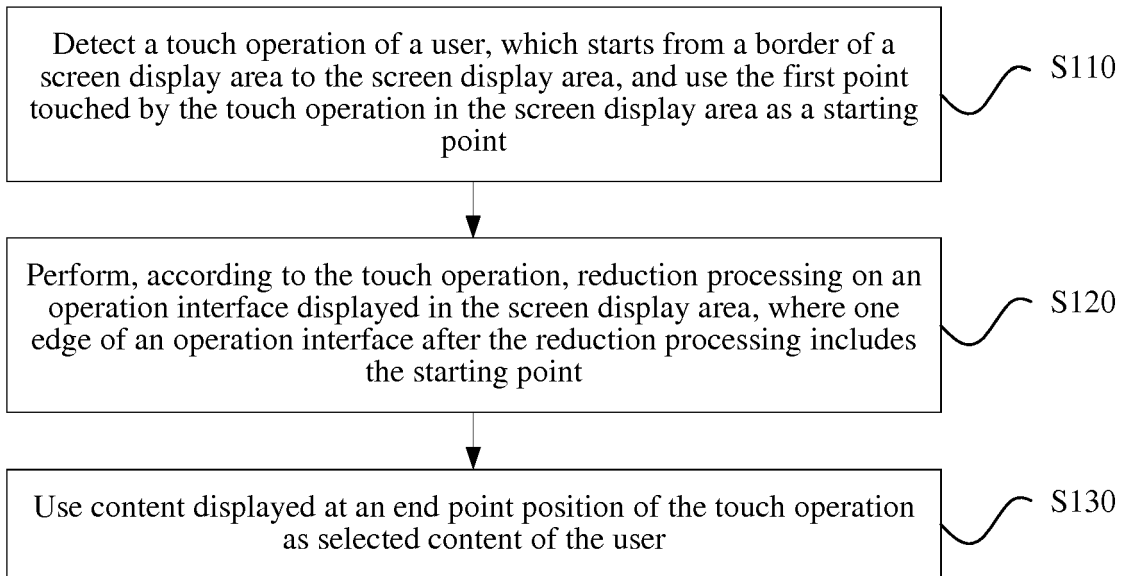 Detect a touch operation of a user, which starts from a border of a
screen display area to the screen display area, and use the first point
touched by the touch operation in the screen display area as a starting
point
S110
Perform, according to the touch operation, reduction processing on an
operation interface displayed in the screen display area, where one
edge of an operation interface after the reduction processing includes
the starting point
S120
Use content displayed at an end point position of the touch operation
as selected content of the user
S130